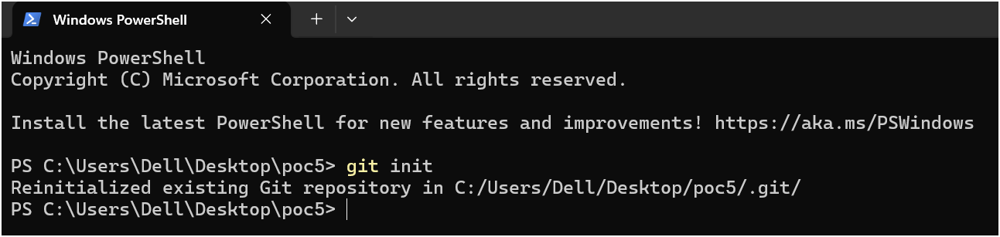 Windows PowerShell
Windows PowerShell
Copyright (C) Microsoft Corporation. All rights reserved.
Install the latest PowerShell for new features and improvements! https://aka.ms/PSWindows
PS C:\Users\Dell\Desktop\poc5> git init
Reinitialized existing Git repository in C:/Users/Dell/Desktop/poc5/.git/
PS C:\Users\Dell\Desktop\poc5>